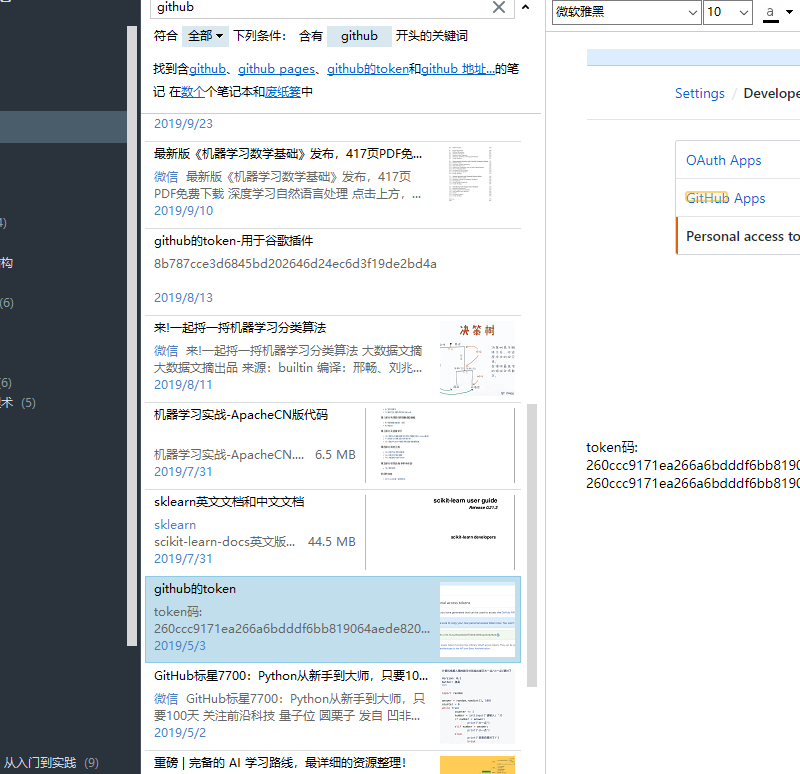 github
微软雅黑
10
a
符合 全部 下列条件： 含有 github 开头的关键词
找到含github、github pages、github的token和github 地址...的笔
记 在数个个笔记本和废纸篓中
2019/9/23
最新版《机器学习数学基础》发布，417页PDF免...
微信 最新版《机器学习数学基础》发布，417页
PDF免费下载 深度学习自然语言处理 点击上方，...
2019/9/10
github的token-用于谷歌插件
8b787cce3d6845bd202646d24ec6d3f19de2bd4a
2019/8/13
来!一起捋一捋机器学习分类算法
微信 来!一起捋一捋机器学习分类算法 大数据文摘
大数据文摘出品 来源：builtin 编译：邢畅、刘兆...
2019/8/11
决策树
机器学习实战-ApacheCN版代码
机器学习实战-ApacheCN.... 6.5 MB
2019/7/31
sklearn英文文档和中文文档
sklearn
scikit-learn-docs英文版... 44.5 MB
2019/7/31
scikit-learn user guide
Release 0.21.3
scikit-learn developers
github的token
token码:
260ccc9171ea266a6bdddf6bb819064aede820...
2019/5/3
GitHub标星7700：Python从新手到大师，只要10...
微信 GitHub标星7700：Python从新手到大师，只
要100天 关注前沿科技 量子位 圆栗子 发自 凹非...
2019/5/2
重磅 | 完备的 AI 学习路线，最详细的资源整理！
构
(6)
术 (5)
从入门到实践 (9)
Settings / Develope
OAuth Apps
GitHub Apps
Personal access to
token码:
260ccc9171ea266a6bdddf6bb8190
260ccc9171ea266a6bdddf6bb8190